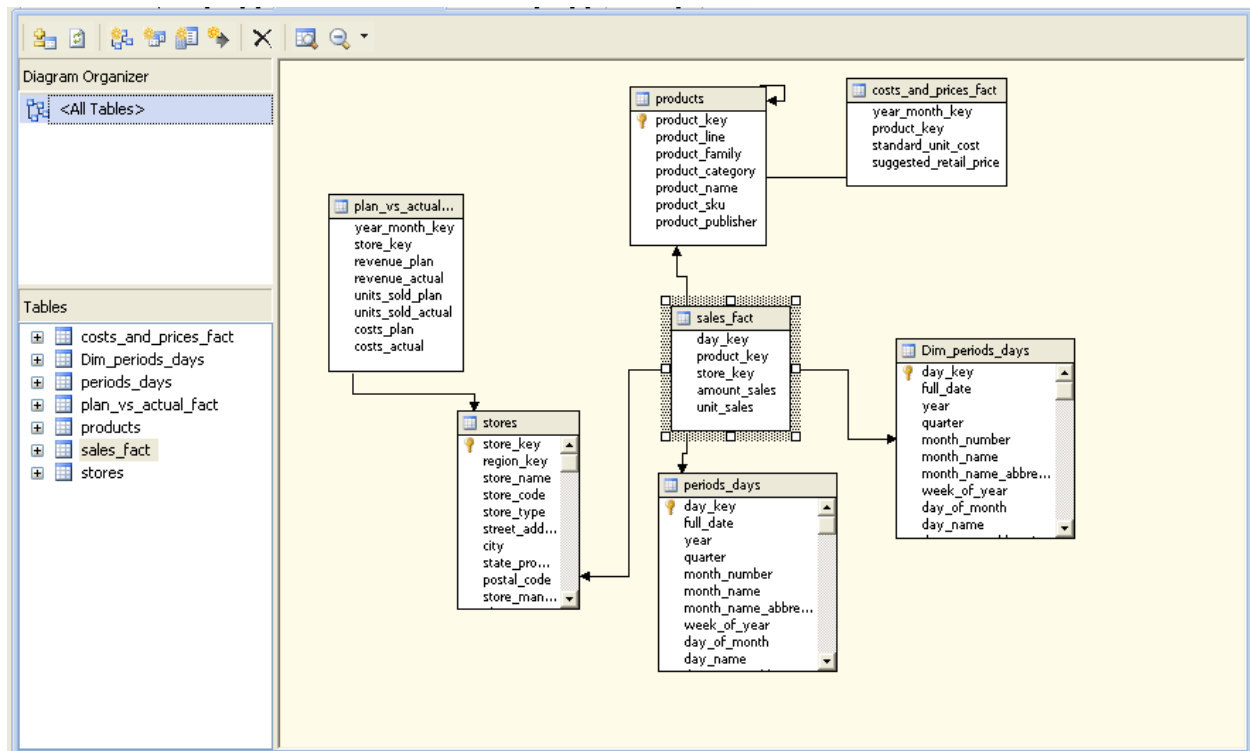 Diagram Organizer
<All Tables>
Tables
costs_and_prices_fact
Dim_periods_days
periods_days
plan_vs_actual_fact
products
sales_fact
stores
products
product_key
product_line
product_family
product_category
product_name
product_sku
product_publisher
costs_and_prices_fact
year_month_key
product_key
standard_unit_cost
suggested_retail_price
plan_vs_actual...
year_month_key
store_key
revenue_plan
revenue_actual
units_sold_plan
units_sold_actual
costs_plan
costs_actual
sales_fact
day_key
product_key
store_key
amount_sales
unit_sales
Dim_periods_days
day_key
full_date
year
quarter
month_number
month_name
month_name_abbre...
week_of_year
day_of_month
day_name
stores
store_key
region_key
store_name
store_code
store_type
street_add...
city
state_pro...
postal_code
store_man...
periods_days
day_key
full_date
year
quarter
month_number
month_name
month_name_abbre...
week_of_year
day_of_month
day_name